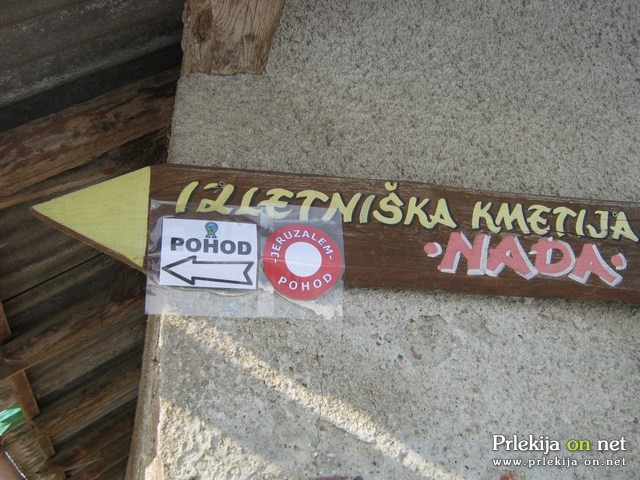 IZLETNIŠKA KMETIJA
•NADA•
POHOD
-JERUZALEM-
POHOD
Prlekija on net
www.prlekija-on.net